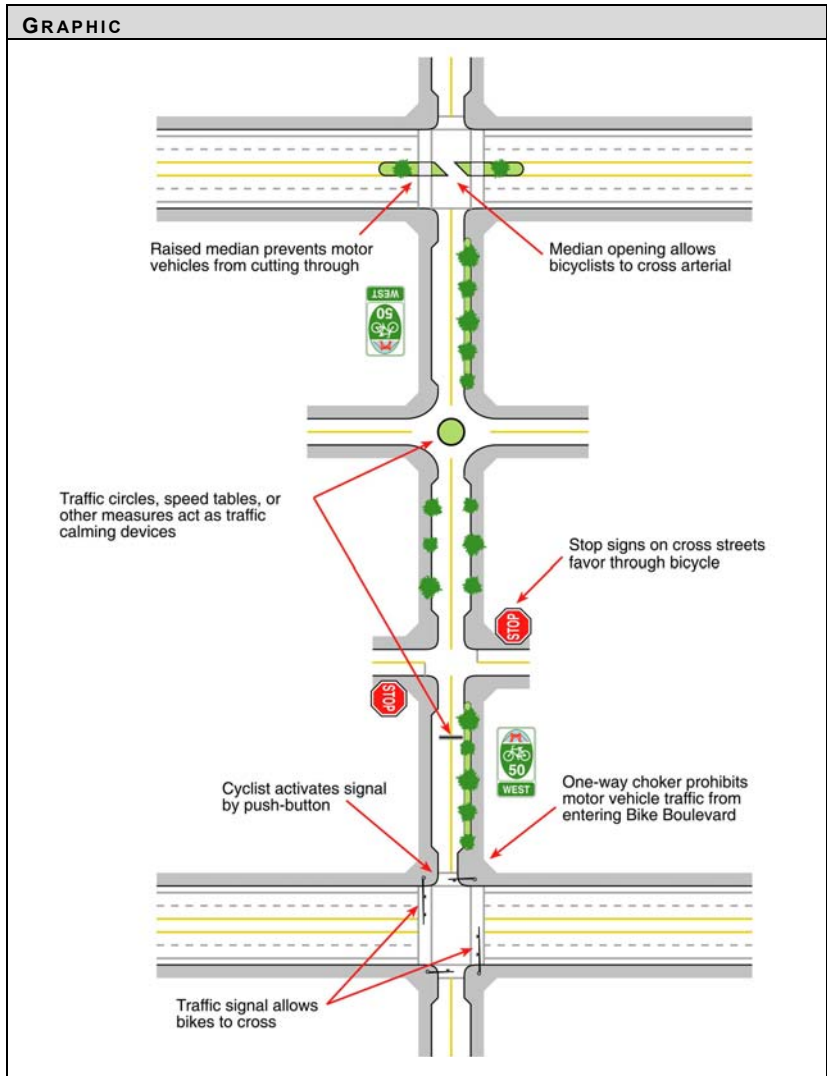 GRAPHIC
Raised median prevents motor
vehicles from cutting through
Median opening allows
bicyclists to cross arterial
WEST
50
Traffic circles, speed tables, or
other measures act as traffic
calming devices
Stop signs on cross streets
favor through bicycle
STOP
STOP
50
WEST
Cyclist activates signal
by push-button
One-way choker prohibits
motor vehicle traffic from
entering Bike Boulevard
Traffic signal allows
bikes to cross